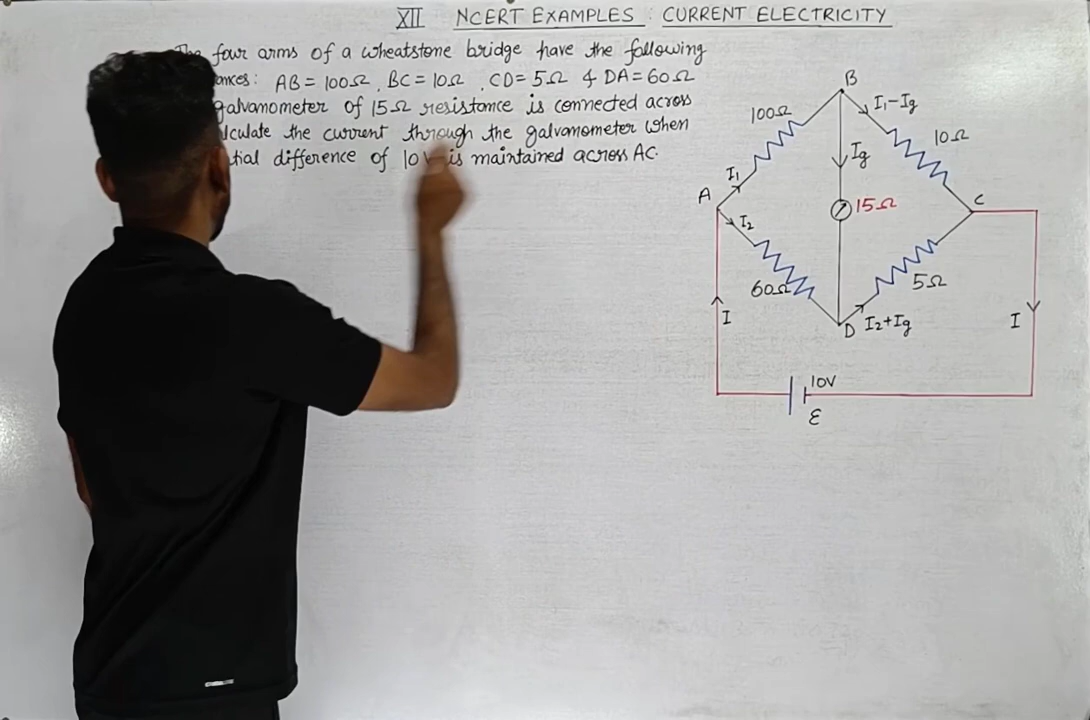 XII NCERT EXAMPLES : CURRENT ELECTRICITY
four arms of a wheatstone bridge have the following
AB = 100Ω, BC = 10Ω, CD = 5Ω & DA = 60Ω
galvanometer of 15Ω resistance is connected across
the current through the galvanometer when
difference of 10V is maintained across AC.
B
100Ω
I₁-Ig
10Ω
Ig
I₁
A
C
15Ω
I₂
60Ω
5Ω
I
D
I₂+Ig
I
10V
ε